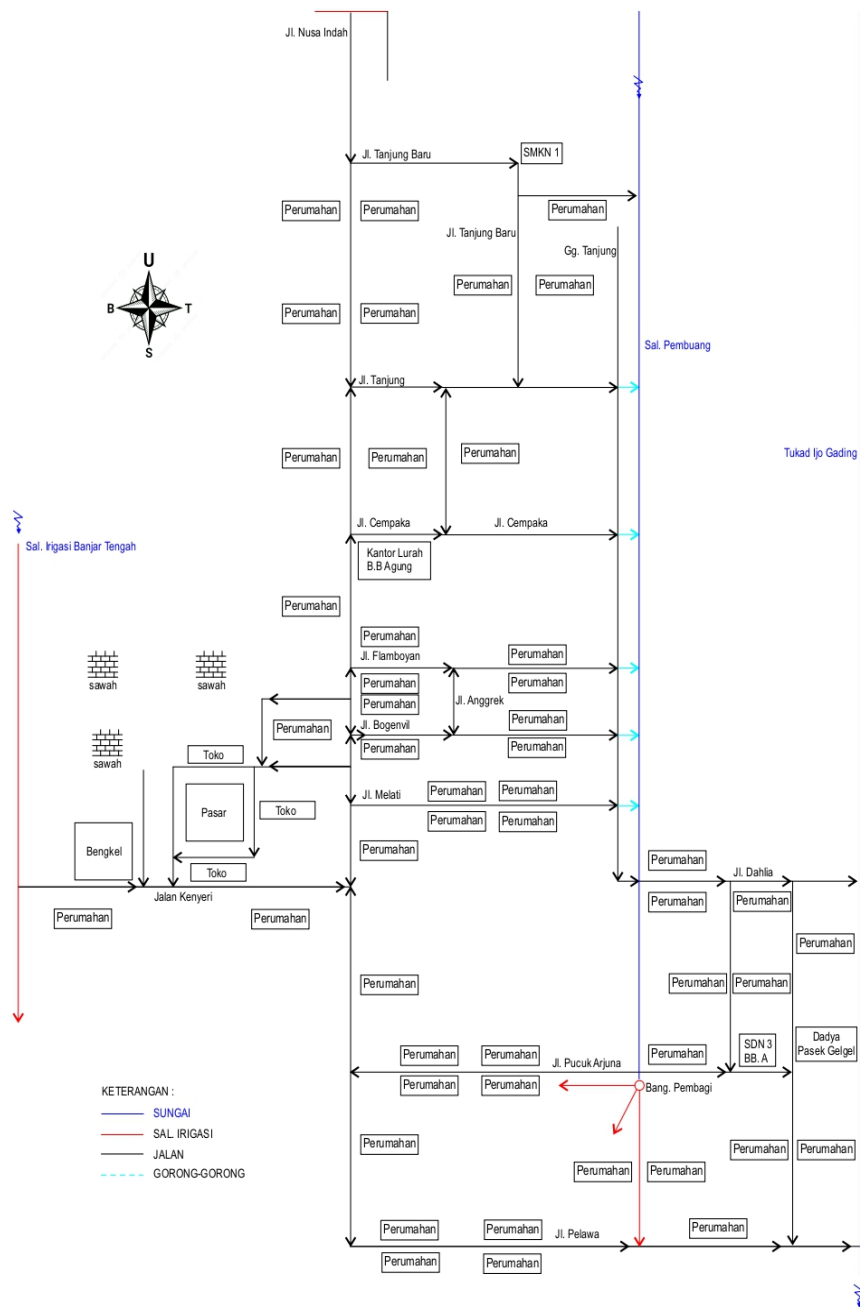 Jl. Nusa Indah
Jl. Tanjung Baru
SMKN 1
Perumahan
Perumahan
Perumahan
Jl. Tanjung Baru
Gg. Tanjung
U
B
T
S
Perumahan
Perumahan
Perumahan
Perumahan
Sal. Pembuang
Jl. Tanjung
Perumahan
Perumahan
Perumahan
Tukad Ijo Gading
Jl. Cempaka
Jl. Cempaka
Sal. Irigasi Banjar Tengah
Kantor Lurah
B.B Agung
Perumahan
Perumahan
Jl. Flamboyan
Perumahan
sawah
sawah
Perumahan
Perumahan
Perumahan
Jl. Anggrek
Perumahan
Jl. Bogenvil
Perumahan
Perumahan
Perumahan
sawah
Toko
Jl. Melati
Perumahan
Perumahan
Pasar
Toko
Perumahan
Perumahan
Bengkel
Perumahan
Toko
Perumahan
Jl. Dahlia
Jalan Kenyeri
Perumahan
Perumahan
Perumahan
Perumahan
Perumahan
Perumahan
Perumahan
Perumahan
SDN 3
BB. A
Dadya
Pasek Gelgel
Perumahan
Perumahan
Perumahan
Jl. Pucuk Arjuna
Perumahan
Perumahan
Bang. Pembagi
KETERANGAN :
SUNGAI
SAL. IRIGASI
JALAN
GORONG-GORONG
Perumahan
Perumahan
Perumahan
Perumahan
Perumahan
Perumahan
Perumahan
Jl. Pelawa
Perumahan
Perumahan
Perumahan